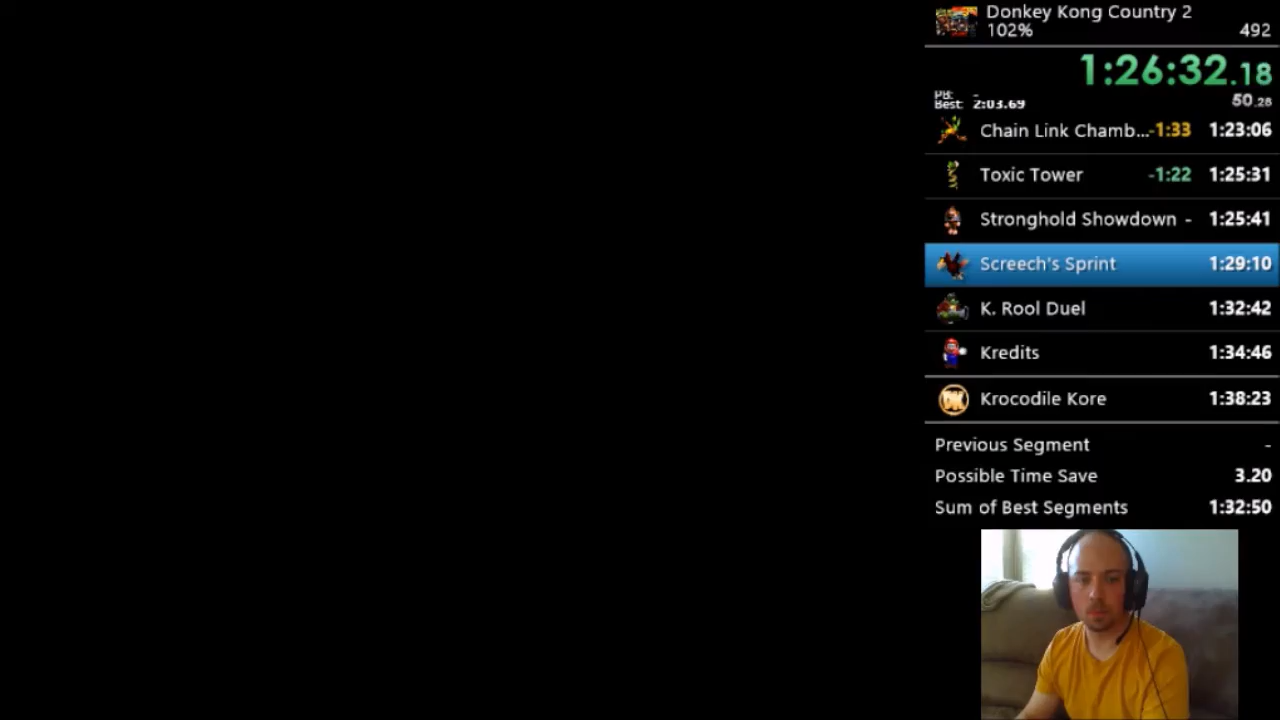 Donkey Kong Country 2
102% 492
1:26:32.18
PB: -
Best: 2:03.69 50.28
Chain Link Chamb... -1:33 1:23:06
Toxic Tower -1:22 1:25:31
Stronghold Showdown - 1:25:41
Screech's Sprint 1:29:10
K. Rool Duel 1:32:42
Kredits 1:34:46
Krocodile Kore 1:38:23
Previous Segment -
Possible Time Save 3.20
Sum of Best Segments 1:32:50